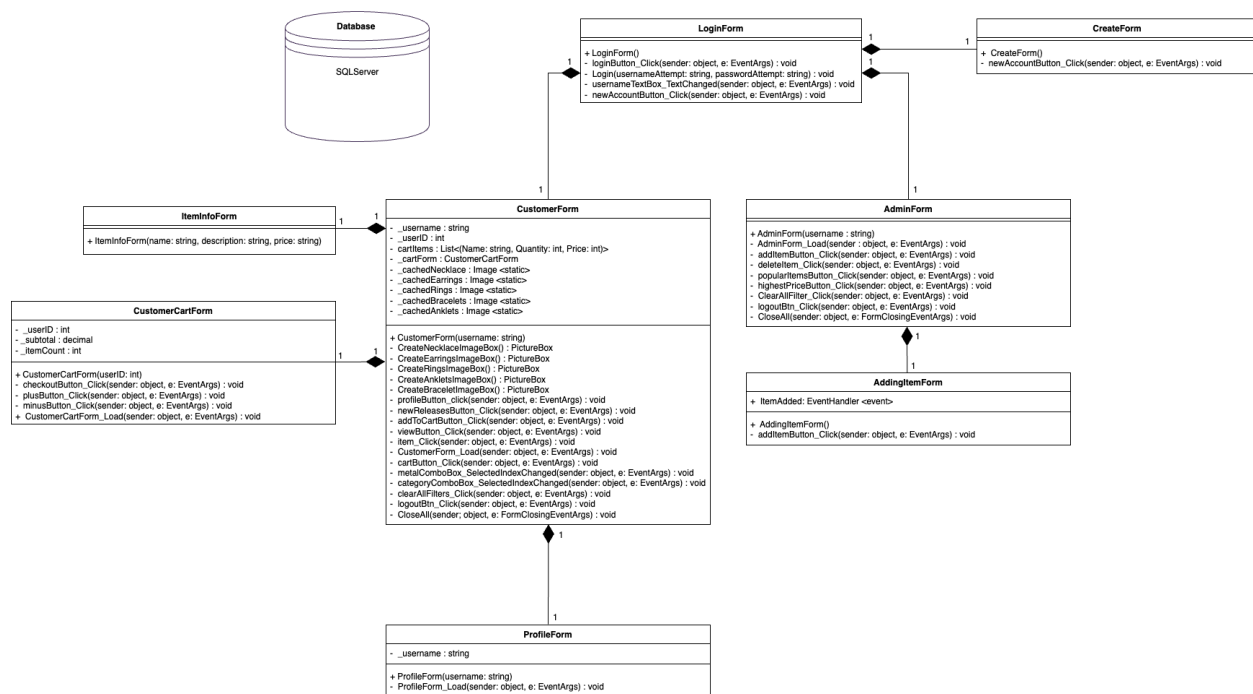 Database
SQLServer
LoginForm
+ LoginForm()
- loginButton_Click(sender: object, e: EventArgs) : void
- Login(usernameAttempt: string, passwordAttempt: string) : void
- usernameTextBox_TextChanged(sender: object, e: EventArgs) : void
- newAccountButton_Click(sender: object, e: EventArgs) : void
1
1
1
1
CreateForm
+ CreateForm()
- newAccountButton_Click(sender: object, e: EventArgs) : void
1
1
ItemInfoForm
+ ItemInfoForm(name: string, description: string, price: string)
1
1
CustomerCartForm
- _userID : int
- _subtotal : decimal
- _itemCount : int
+ CustomerCartForm(userID: int)
- checkoutButton_Click(sender: object, e: EventArgs) : void
- plusButton_Click(sender: object, e: EventArgs) : void
- minusButton_Click(sender: object, e: EventArgs) : void
+ CustomerCartForm_Load(sender: object, e: EventArgs) : void
1
1
CustomerForm
- _username : string
- _userID : int
- cartItems : List<(Name: string, Quantity: int, Price: int)>
- _cartForm : CustomerCartForm
- _cachedNecklace : Image <static>
- _cachedEarrings : Image <static>
- _cachedRings : Image <static>
- _cachedBracelets : Image <static>
- _cachedAnklets : Image <static>
+ CustomerForm(username: string)
- CreateNecklaceImageBox() : PictureBox
- CreateEarringsImageBox() : PictureBox
- CreateRingsImageBox() : PictureBox
- CreateAnkletsImageBox() : PictureBox
- CreateBraceletImageBox() : PictureBox
- profileButton_click(sender: object, e: EventArgs) : void
- newReleasesButton_Click(sender: object, e: EventArgs) : void
- addToCartButton_Click(sender: object, e: EventArgs) : void
- viewButton_Click(sender: object, e: EventArgs) : void
- item_Click(sender: object, e: EventArgs) : void
- CustomerForm_Load(sender: object, e: EventArgs) : void
- cartButton_Click(sender: object, e: EventArgs) : void
- metalComboBox_SelectedIndexChanged(sender: object, e: EventArgs) : void
- categoryComboBox_SelectedIndexChanged(sender: object, e: EventArgs) : void
- clearAllFilters_Click(sender: object, e: EventArgs) : void
- logoutBtn_Click(sender: object, e: EventArgs) : void
- CloseAll(sender; object, e: FormClosingEventArgs) : void
1
AdminForm
+ AdminForm(username : string)
- AdminForm_Load(sender : object, e: EventArgs) : void
- addItemButton_Click(sender: object, e: EventArgs) : void
- deleteItem_Click(sender: object, e: EventArgs) : void
- popularItemsButton_Click(sender: object, e: EventArgs) : void
- highestPriceButton_Click(sender: object, e: EventArgs) : void
- ClearAllFilter_Click(sender: object, e: EventArgs) : void
- logoutBtn_Click(sender: object, e: EventArgs) : void
- CloseAll(sender: object, e: FormClosingEventArgs) : void
1
1
AddingItemForm
+ ItemAdded: EventHandler <event>
+ AddingItemForm()
- addItemButton_Click(sender: object, e: EventArgs) : void
1
ProfileForm
- _username : string
+ ProfileForm(username: string)
- ProfileForm_Load(sender: object, e: EventArgs) : void